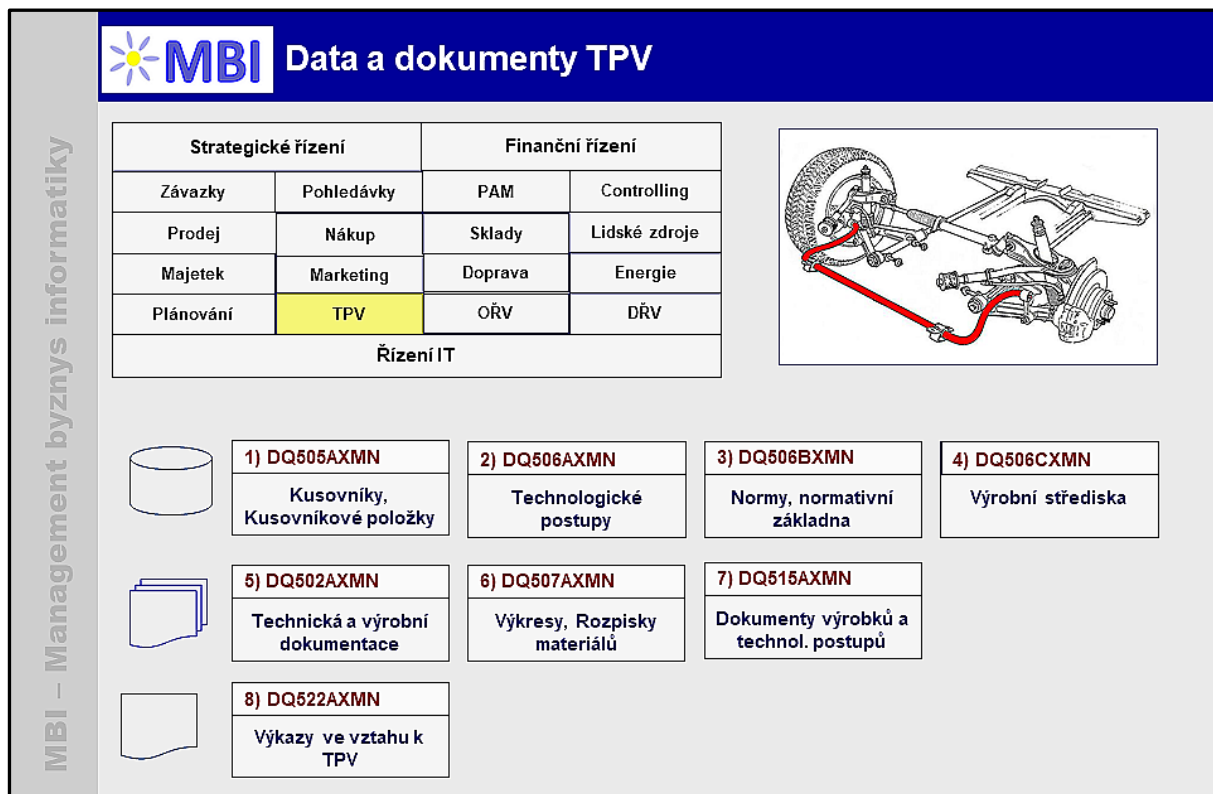 MBI – Management byznys informatiky
MBI
Data a dokumenty TPV
Strategické řízení
Finanční řízení
Závazky
Pohledávky
PAM
Controlling
Prodej
Nákup
Sklady
Lidské zdroje
Majetek
Marketing
Doprava
Energie
Plánování
TPV
OŘV
DŘV
Řízení IT
1) DQ505AXMN
Kusovníky,
Kusovníkové položky
2) DQ506AXMN
Technologické
postupy
3) DQ506BXMN
Normy, normativní
základna
4) DQ506CXMN
Výrobní střediska
5) DQ502AXMN
Technická a výrobní
dokumentace
6) DQ507AXMN
Výkresy, Rozpisky
materiálů
7) DQ515AXMN
Dokumenty výrobků a
technol. postupů
8) DQ522AXMN
Výkazy ve vztahu k
TPV